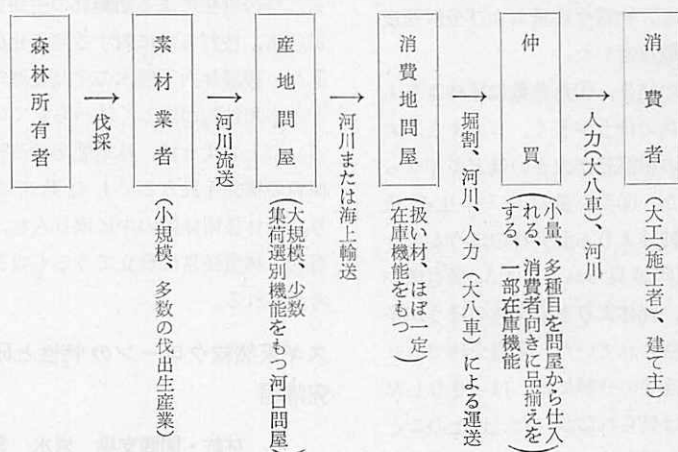 森林所有者
→伐採
素材業者（小規模、多数の伐出生産業）
→河川流送
産地問屋（大規模、少数
集荷選別機能をもつ河口問屋）
→河川または海上輸送
消費地問屋（扱い材、ほぼ一定
在庫機能をもつ）
→堀割、河川、人力（大八車）による運送
仲買（小量、多種目を問屋から仕入
れる、消費者向きに品揃えを
する、一部在庫機能）
→人力（大八車）、河川
消費者（大工（施工者、建て主）